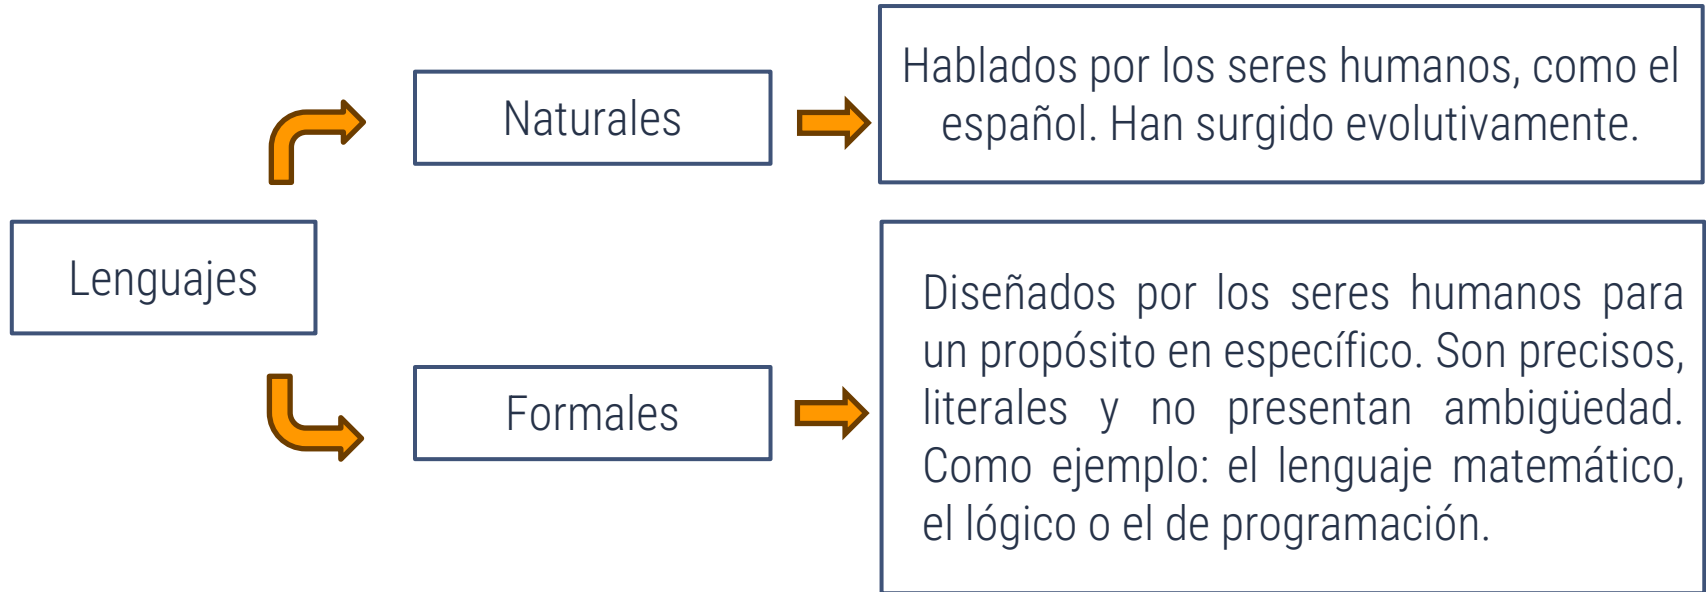 Lenguajes
Naturales
Hablados por los seres humanos, como el
español. Han surgido evolutivamente.
Formales
Diseñados por los seres humanos para
un propósito en específico. Son precisos,
literales y no presentan ambigüedad.
Como ejemplo: el lenguaje matemático,
el lógico o el de programación.